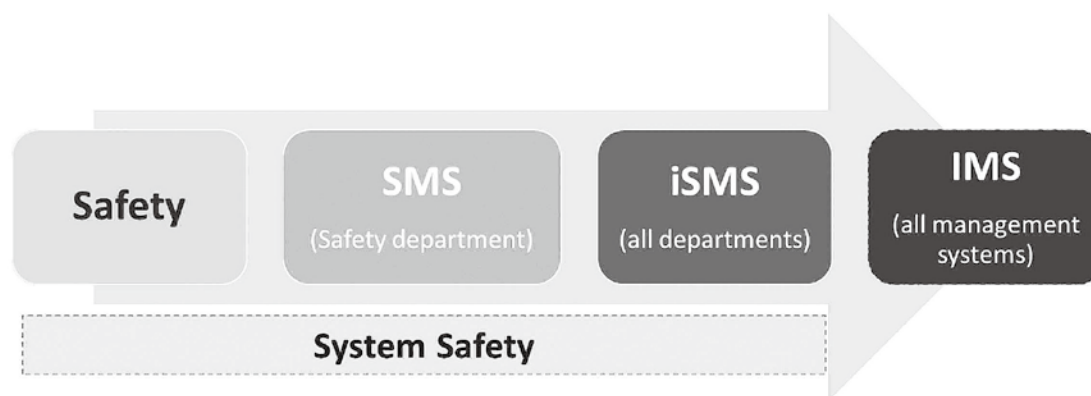 Safety
SMS
(Safety department)
iSMS
(all departments)
IMS
(all management
systems)
System Safety